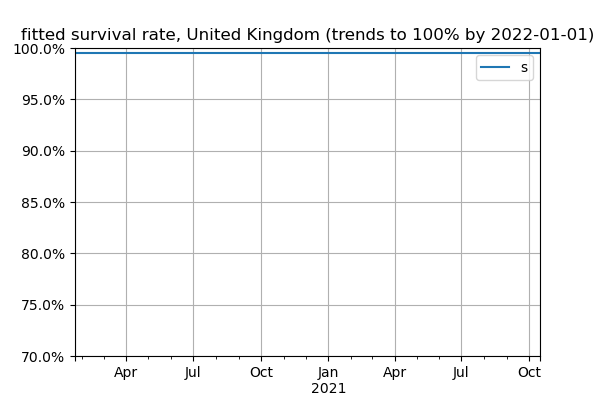 fitted survival rate, United Kingdom (trends to 100% by 2022-01-01)
100.0%
s
95.0%
90.0%
85.0%
80.0%
75.0%
70.0%
Apr Jul Oct Jan Apr Jul Oct
2021